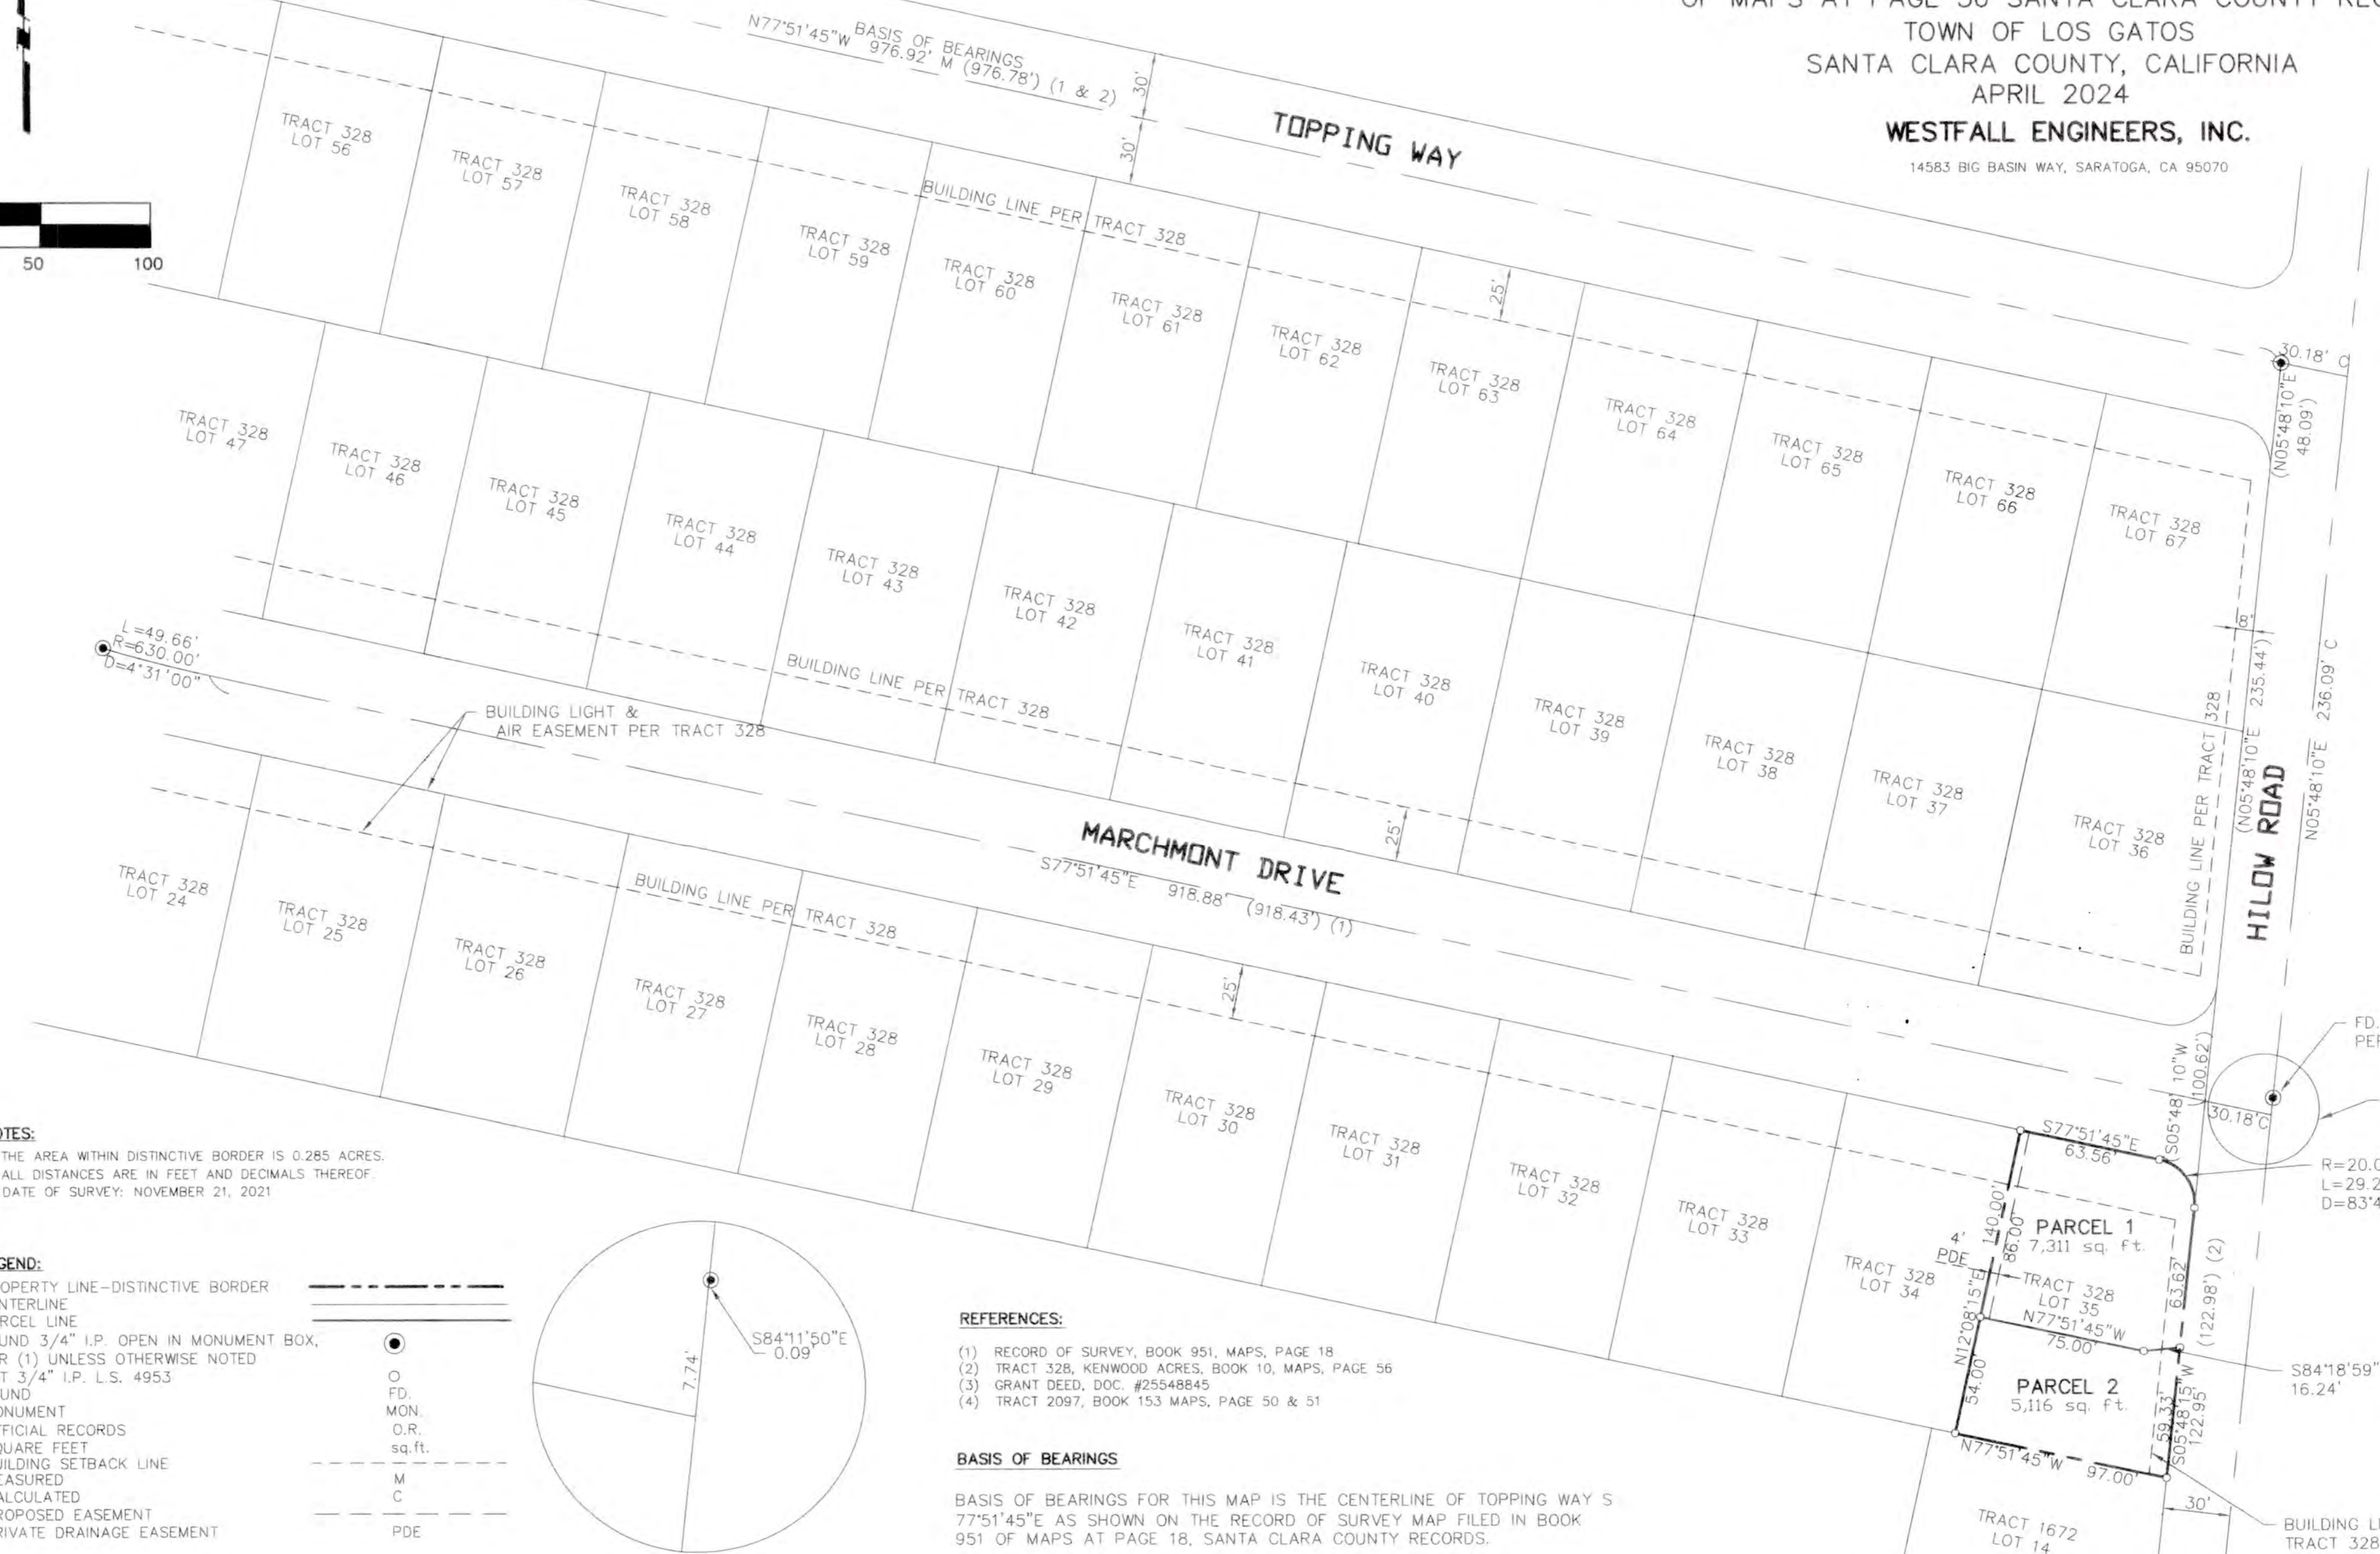 TOWN OF LOS GATOS
SANTA CLARA COUNTY, CALIFORNIA
APRIL 2024
WESTFALL ENGINEERS, INC.
14583 BIG BASIN WAY, SARATOGA, CA 95070
BASIS OF BEARINGS
N77°51'45"W 976.92' M (976.78') (1 & 2)
30'
30'
TOPPING WAY
50 100
TRACT 328
LOT 56
TRACT 328
LOT 57
TRACT 328
LOT 58
TRACT 328
LOT 59
TRACT 328
LOT 60
TRACT 328
LOT 61
TRACT 328
LOT 62
TRACT 328
LOT 63
TRACT 328
LOT 64
TRACT 328
LOT 65
TRACT 328
LOT 66
TRACT 328
LOT 67
BUILDING LINE PER TRACT 328
25'
30.18' C
(N05°48'10"E
48.09')
TRACT 328
LOT 47
TRACT 328
LOT 46
TRACT 328
LOT 45
TRACT 328
LOT 44
TRACT 328
LOT 43
TRACT 328
LOT 42
TRACT 328
LOT 41
TRACT 328
LOT 40
TRACT 328
LOT 39
TRACT 328
LOT 38
TRACT 328
LOT 37
TRACT 328
LOT 36
BUILDING LINE PER TRACT 328
25'
8'
BUILDING LINE PER TRACT 328
(N05°48'10"E 235.44')
HILOW ROAD
N05°48'10"E 236.09' C
L=49.66'
R=630.00'
D=4°31'00"
BUILDING LIGHT &
AIR EASEMENT PER TRACT 328
MARCHMONT DRIVE
S77°51'45"E 918.88' (918.43') (1)
TRACT 328
LOT 24
TRACT 328
LOT 25
TRACT 328
LOT 26
TRACT 328
LOT 27
TRACT 328
LOT 28
TRACT 328
LOT 29
TRACT 328
LOT 30
TRACT 328
LOT 31
TRACT 328
LOT 32
TRACT 328
LOT 33
TRACT 328
LOT 34
BUILDING LINE PER TRACT 328
25'
FD.
(S05°48'10"W
(100.62')
30.18'C
S77°51'45"E
63.56'
R=20.0
L=29.2
D=83°4
140.00'
86.00'
N12°08'15"E
54.00'
4'
PDE
PARCEL 1
7,311 sq. ft.
TRACT 328
LOT 35
N77°51'45"W
75.00'
63.62'
(122.98') (2)
S84°18'59"
16.24'
PARCEL 2
5,116 sq. ft.
59.33'
S05°48'15"W
122.95'
N77°51'45"W 97.00'
30'
BUILDING LI
TRACT 328
TRACT 1672
LOT 14
OTES:
THE AREA WITHIN DISTINCTIVE BORDER IS 0.285 ACRES.
ALL DISTANCES ARE IN FEET AND DECIMALS THEREOF.
DATE OF SURVEY: NOVEMBER 21, 2021
GEND:
OPERTY LINE-DISTINCTIVE BORDER
NTERLINE
RCEL LINE
UND 3/4" I.P. OPEN IN MONUMENT BOX,
R (1) UNLESS OTHERWISE NOTED
T 3/4" I.P. L.S. 4953 O
UND FD.
ONUMENT MON.
FICIAL RECORDS O.R.
QUARE FEET sq.ft.
ILDING SETBACK LINE
EASURED M
ALCULATED C
ROPOSED EASEMENT
RIVATE DRAINAGE EASEMENT PDE
S84°11'50"E
0.09'
7.74'
REFERENCES:
(1) RECORD OF SURVEY, BOOK 951, MAPS, PAGE 18
(2) TRACT 328, KENWOOD ACRES, BOOK 10, MAPS, PAGE 56
(3) GRANT DEED, DOC. #25548845
(4) TRACT 2097, BOOK 153 MAPS, PAGE 50 & 51
BASIS OF BEARINGS
BASIS OF BEARINGS FOR THIS MAP IS THE CENTERLINE OF TOPPING WAY S
77°51'45"E AS SHOWN ON THE RECORD OF SURVEY MAP FILED IN BOOK
951 OF MAPS AT PAGE 18, SANTA CLARA COUNTY RECORDS.